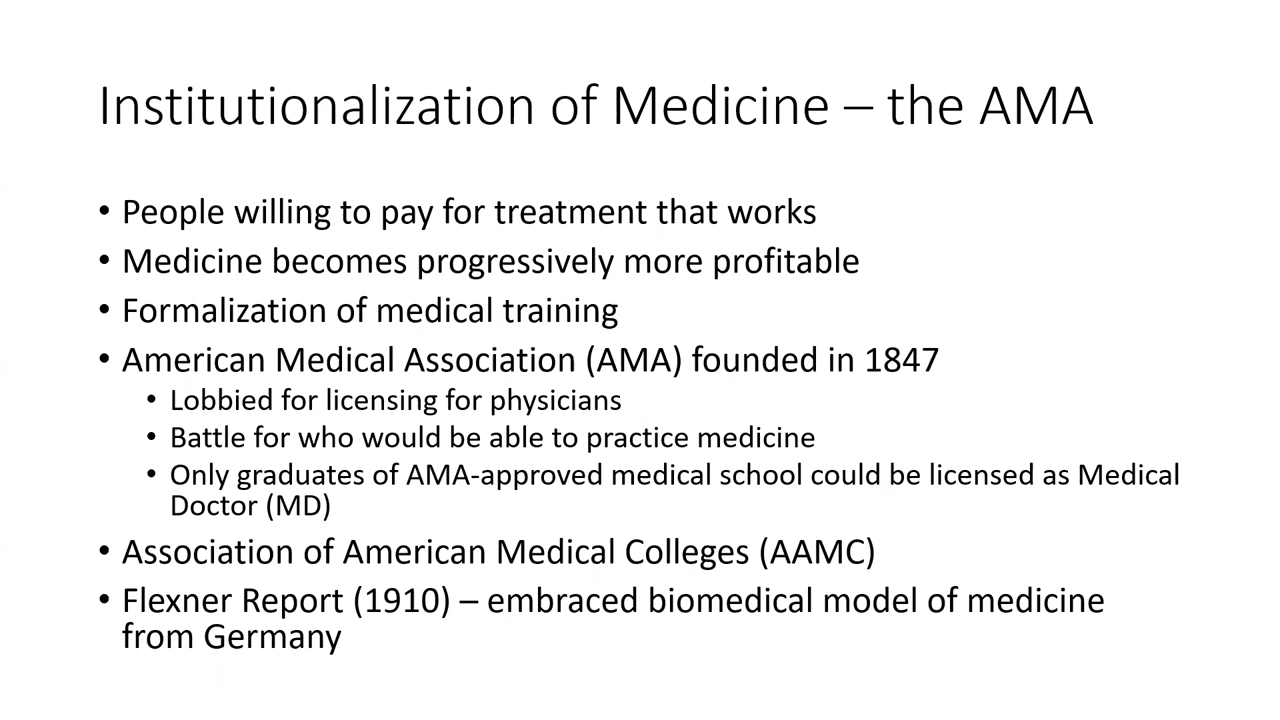 Institutionalization of Medicine – the AMA
• People willing to pay for treatment that works
• Medicine becomes progressively more profitable
• Formalization of medical training
• American Medical Association (AMA) founded in 1847
• Lobbied for licensing for physicians
• Battle for who would be able to practice medicine
• Only graduates of AMA-approved medical school could be licensed as Medical
Doctor (MD)
• Association of American Medical Colleges (AAMC)
• Flexner Report (1910) – embraced biomedical model of medicine
from Germany